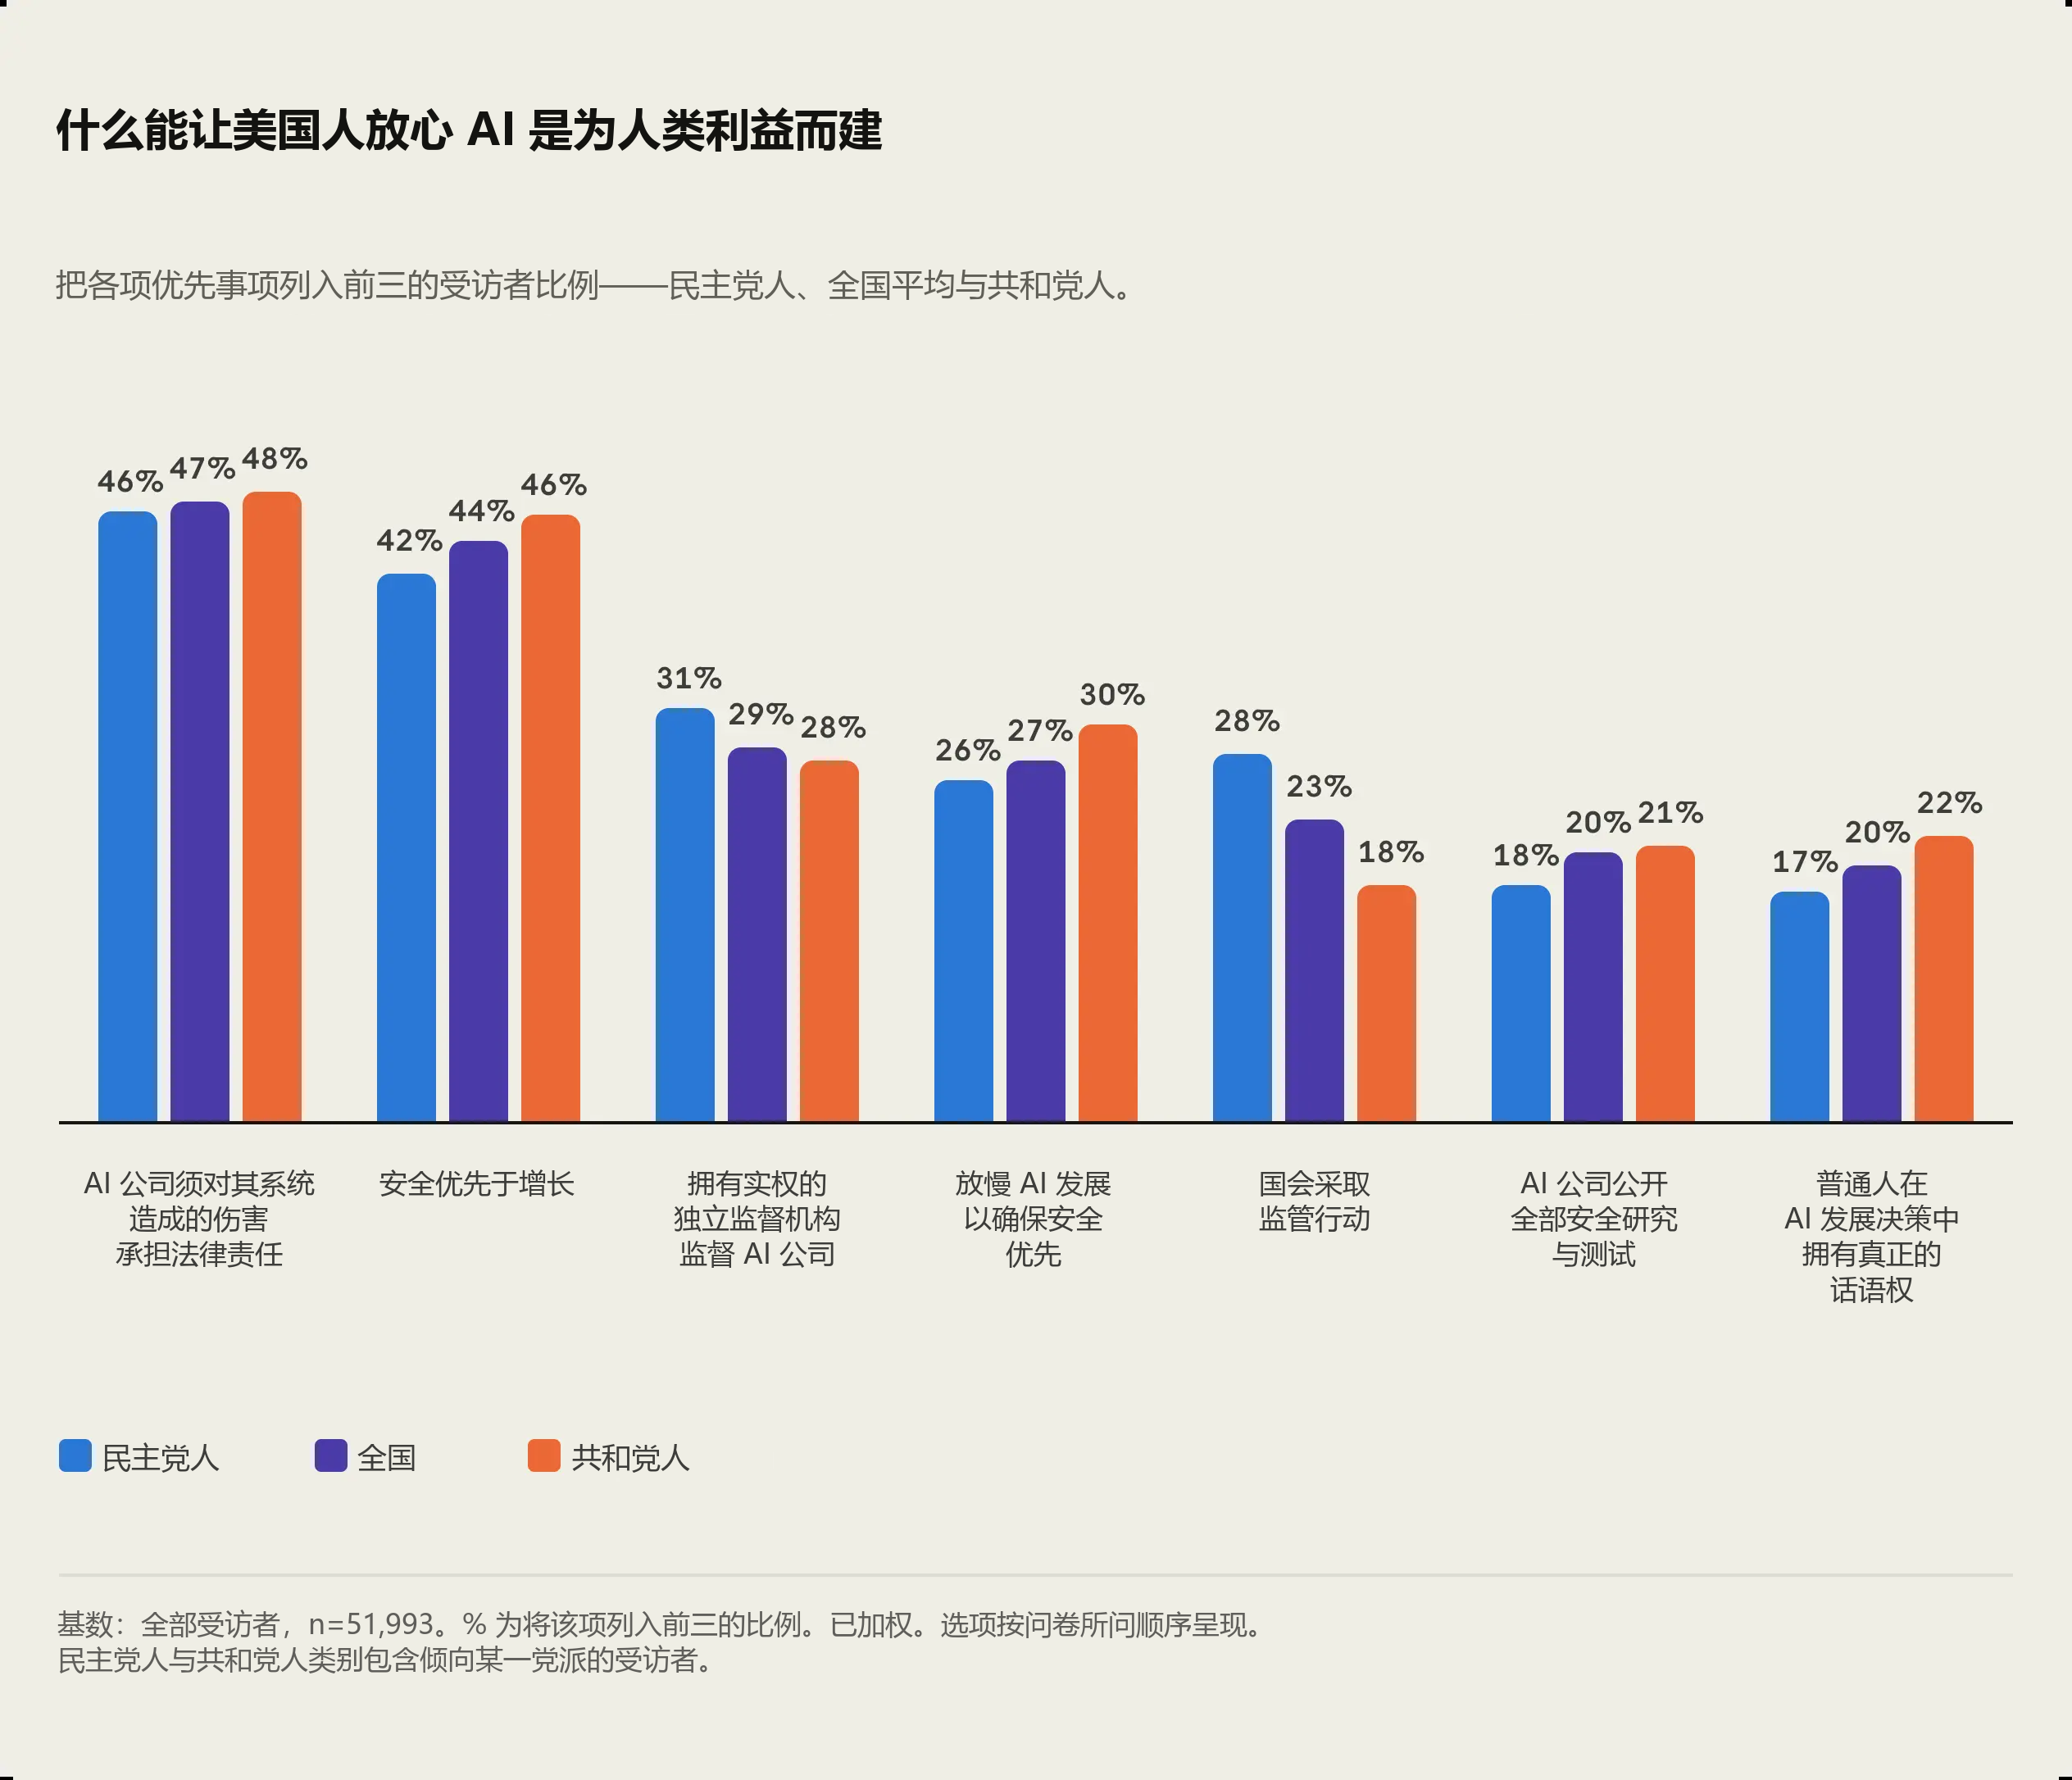 什么能让美国人放心 AI 是为人类利益而建
把各项优先事项列入前三的受访者比例——民主党人、全国平均与共和党人。
46% 47% 48%
42% 44% 46%
31% 29% 28%
26% 27% 30%
28% 23% 18%
18% 20% 21%
17% 20% 22%
AI 公司须对其系统
造成的伤害
承担法律责任
安全优先于增长
拥有实权的
独立监督机构
监督 AI 公司
放慢 AI 发展
以确保安全
优先
国会采取
监管行动
AI 公司公开
全部安全研究
与测试
普通人在
AI 发展决策中
拥有真正的
话语权
民主党人
全国
共和党人
基数：全部受访者，n=51,993。% 为将该项列入前三的比例。已加权。选项按问卷所问顺序呈现。
民主党人与共和党人类别包含倾向某一党派的受访者。